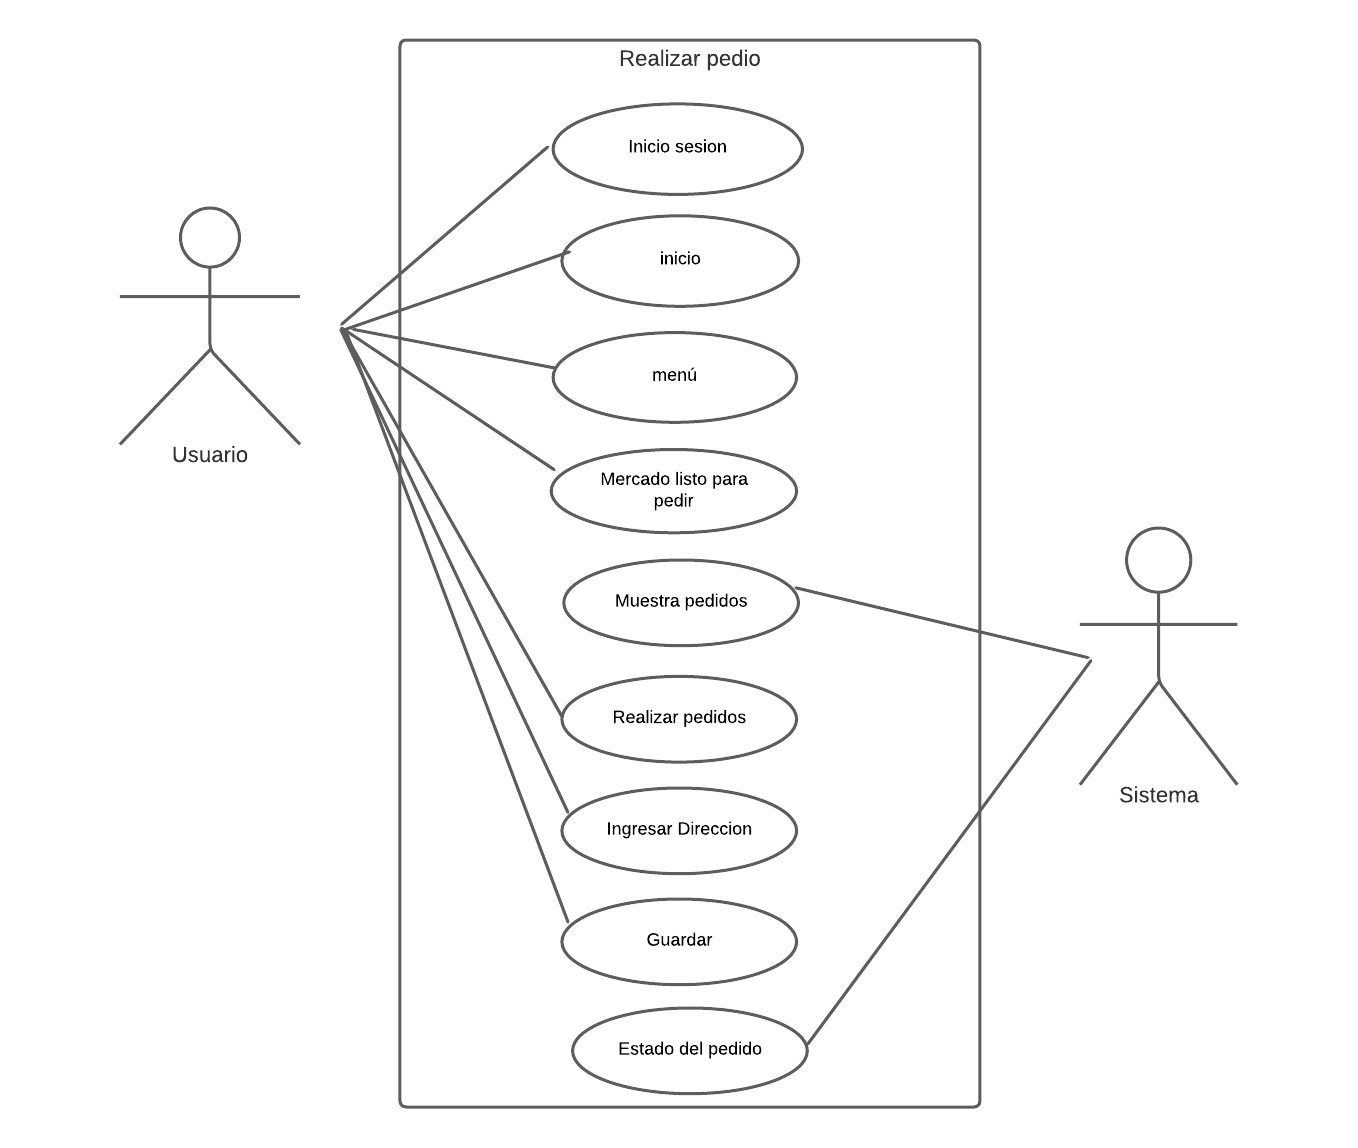 Realizar pedio
Inicio sesion
inicio
menú
Usuario
Mercado listo para
pedir
Muestra pedidos
Realizar pedidos
Sistema
Ingresar Direccion
Guardar
Estado del pedido